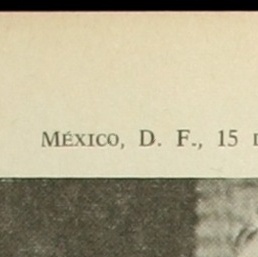 MÉXICO, D. F., 15